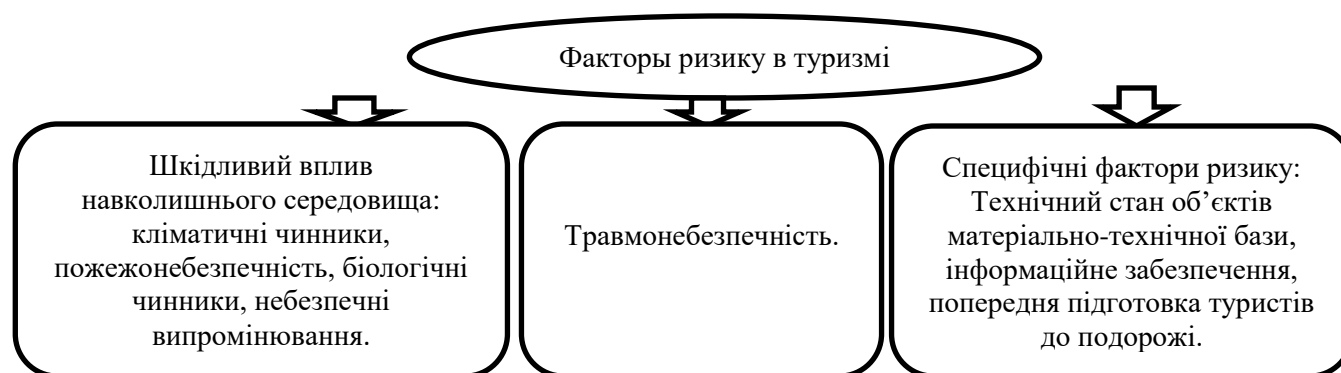 Факторы ризику в туризмі
Шкідливий вплив
навколишнього середовища:
кліматичні чинники,
пожежонебезпечність, біологічні
чинники, небезпечні
випромінювання.
Травмонебезпечність.
Специфічні фактори ризику:
Технічний стан об’єктів
матеріально-технічної бази,
інформаційне забезпечення,
попередня підготовка туристів
до подорожі.